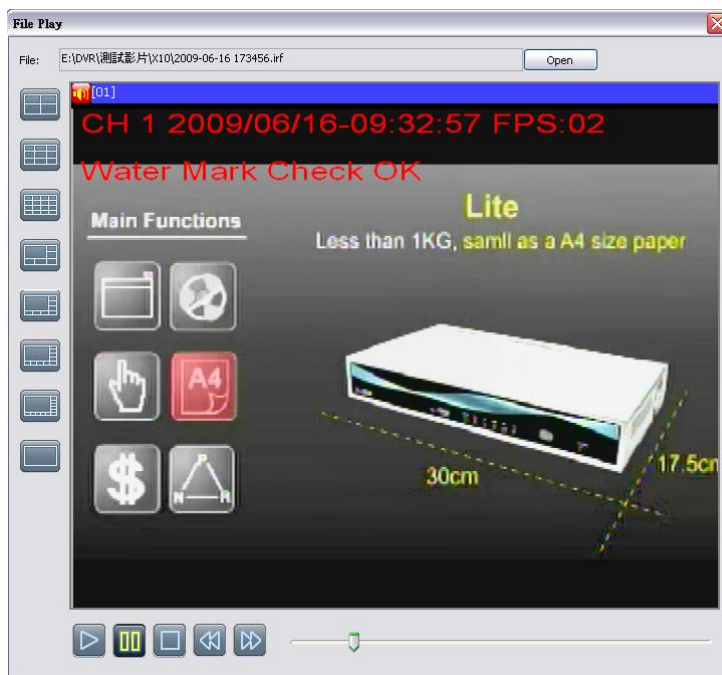 File Play
File: E:\DVR\測試影片\X10\2009-06-16 173456.irf Open
[01]
CH 1 2009/06/16-09:32:57 FPS:02
Water Mark Check OK
Main Functions
Lite
Less than 1KG, samll as a A4 size paper
A4
$
P
N R
30cm
17.5cm